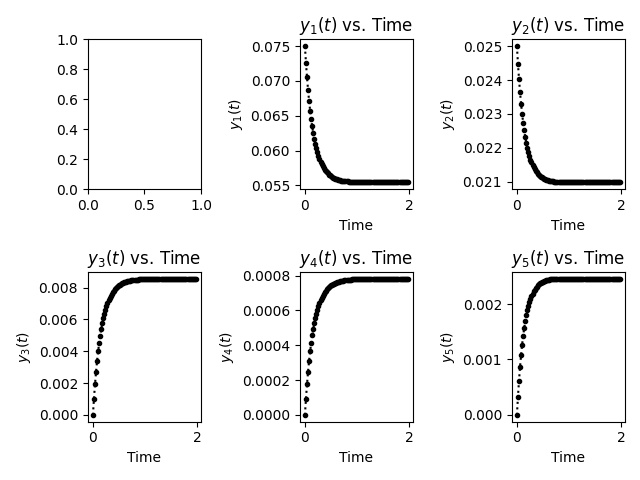 1.0
0.8
0.6
0.4
0.2
0.0
0.0 0.5 1.0
y₁(t) vs. Time
y₁(t)
0.075
0.070
0.065
0.060
0.055
0 2
Time
y₂(t) vs. Time
y₂(t)
0.025
0.024
0.023
0.022
0.021
0 2
Time
y₃(t) vs. Time
y₃(t)
0.008
0.006
0.004
0.002
0.000
0 2
Time
y₄(t) vs. Time
y₄(t)
0.0008
0.0006
0.0004
0.0002
0.0000
0 2
Time
y₅(t) vs. Time
y₅(t)
0.002
0.001
0.000
0 2
Time